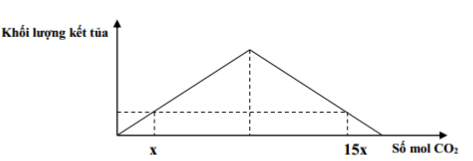 Khối lượng kết tủa
x
15x
Số mol CO₂